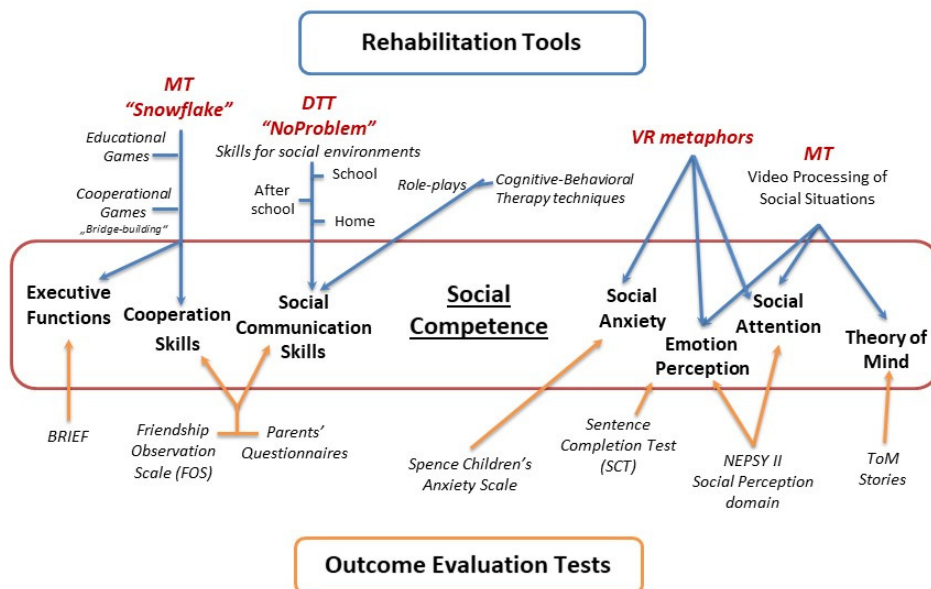 Rehabilitation Tools
MT
“Snowflake”
Educational
Games
Cooperational
Games
„Bridge-building“
DTT
“NoProblem”
Skills for social environments
School
After
school
Home
Role-plays
Cognitive-Behavioral
Therapy techniques
VR metaphors
MT
Video Processing of
Social Situations
Executive
Functions
Cooperation
Skills
Social
Communication
Skills
Social
Competence
Social
Anxiety
Emotion
Perception
Social
Attention
Theory of
Mind
BRIEF
Friendship
Observation
Scale (FOS)
Parents’
Questionnaires
Spence Children’s
Anxiety Scale
Sentence
Completion Test
(SCT)
NEPSY II
Social Perception
domain
ToM
Stories
Outcome Evaluation Tests